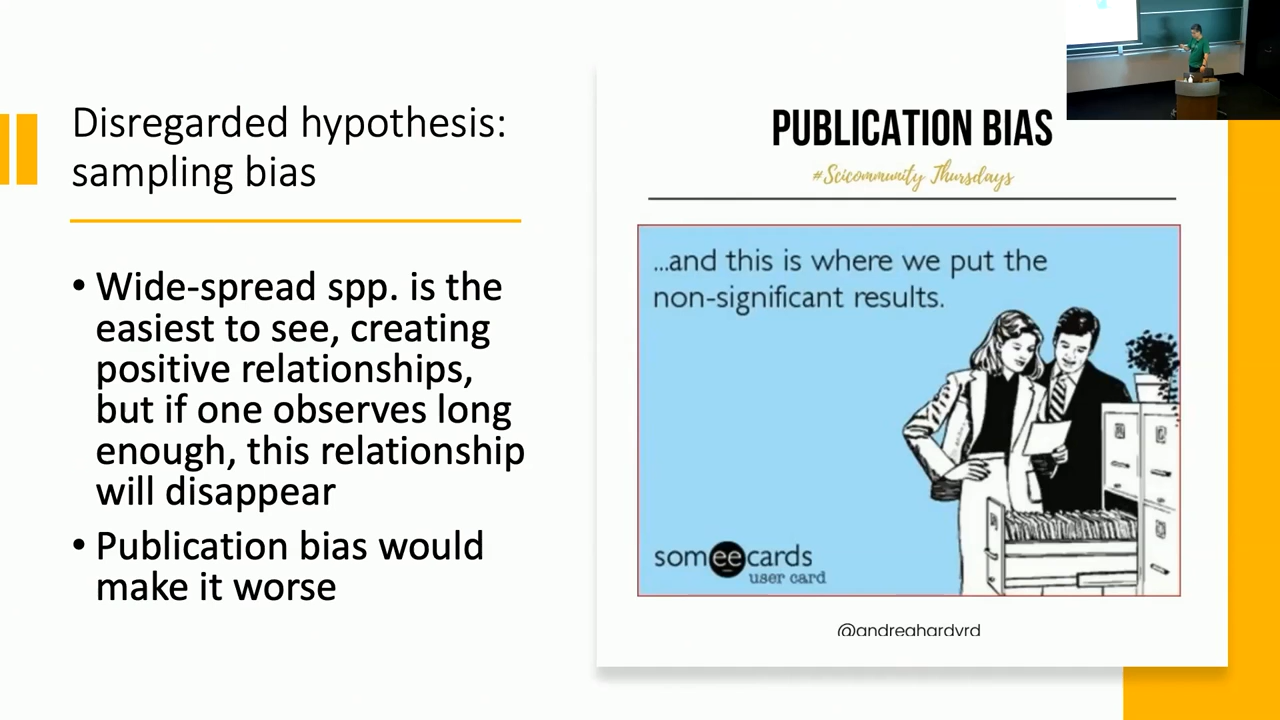 Disregarded hypothesis:
sampling bias
• Wide-spread spp. is the
easiest to see, creating
positive relationships,
but if one observes long
enough, this relationship
will disappear
• Publication bias would
make it worse
PUBLICATION BIAS
#Scicommunity Thursdays
...and this is where we put the
non-significant results.
someecards
user card
@andreahardyrd